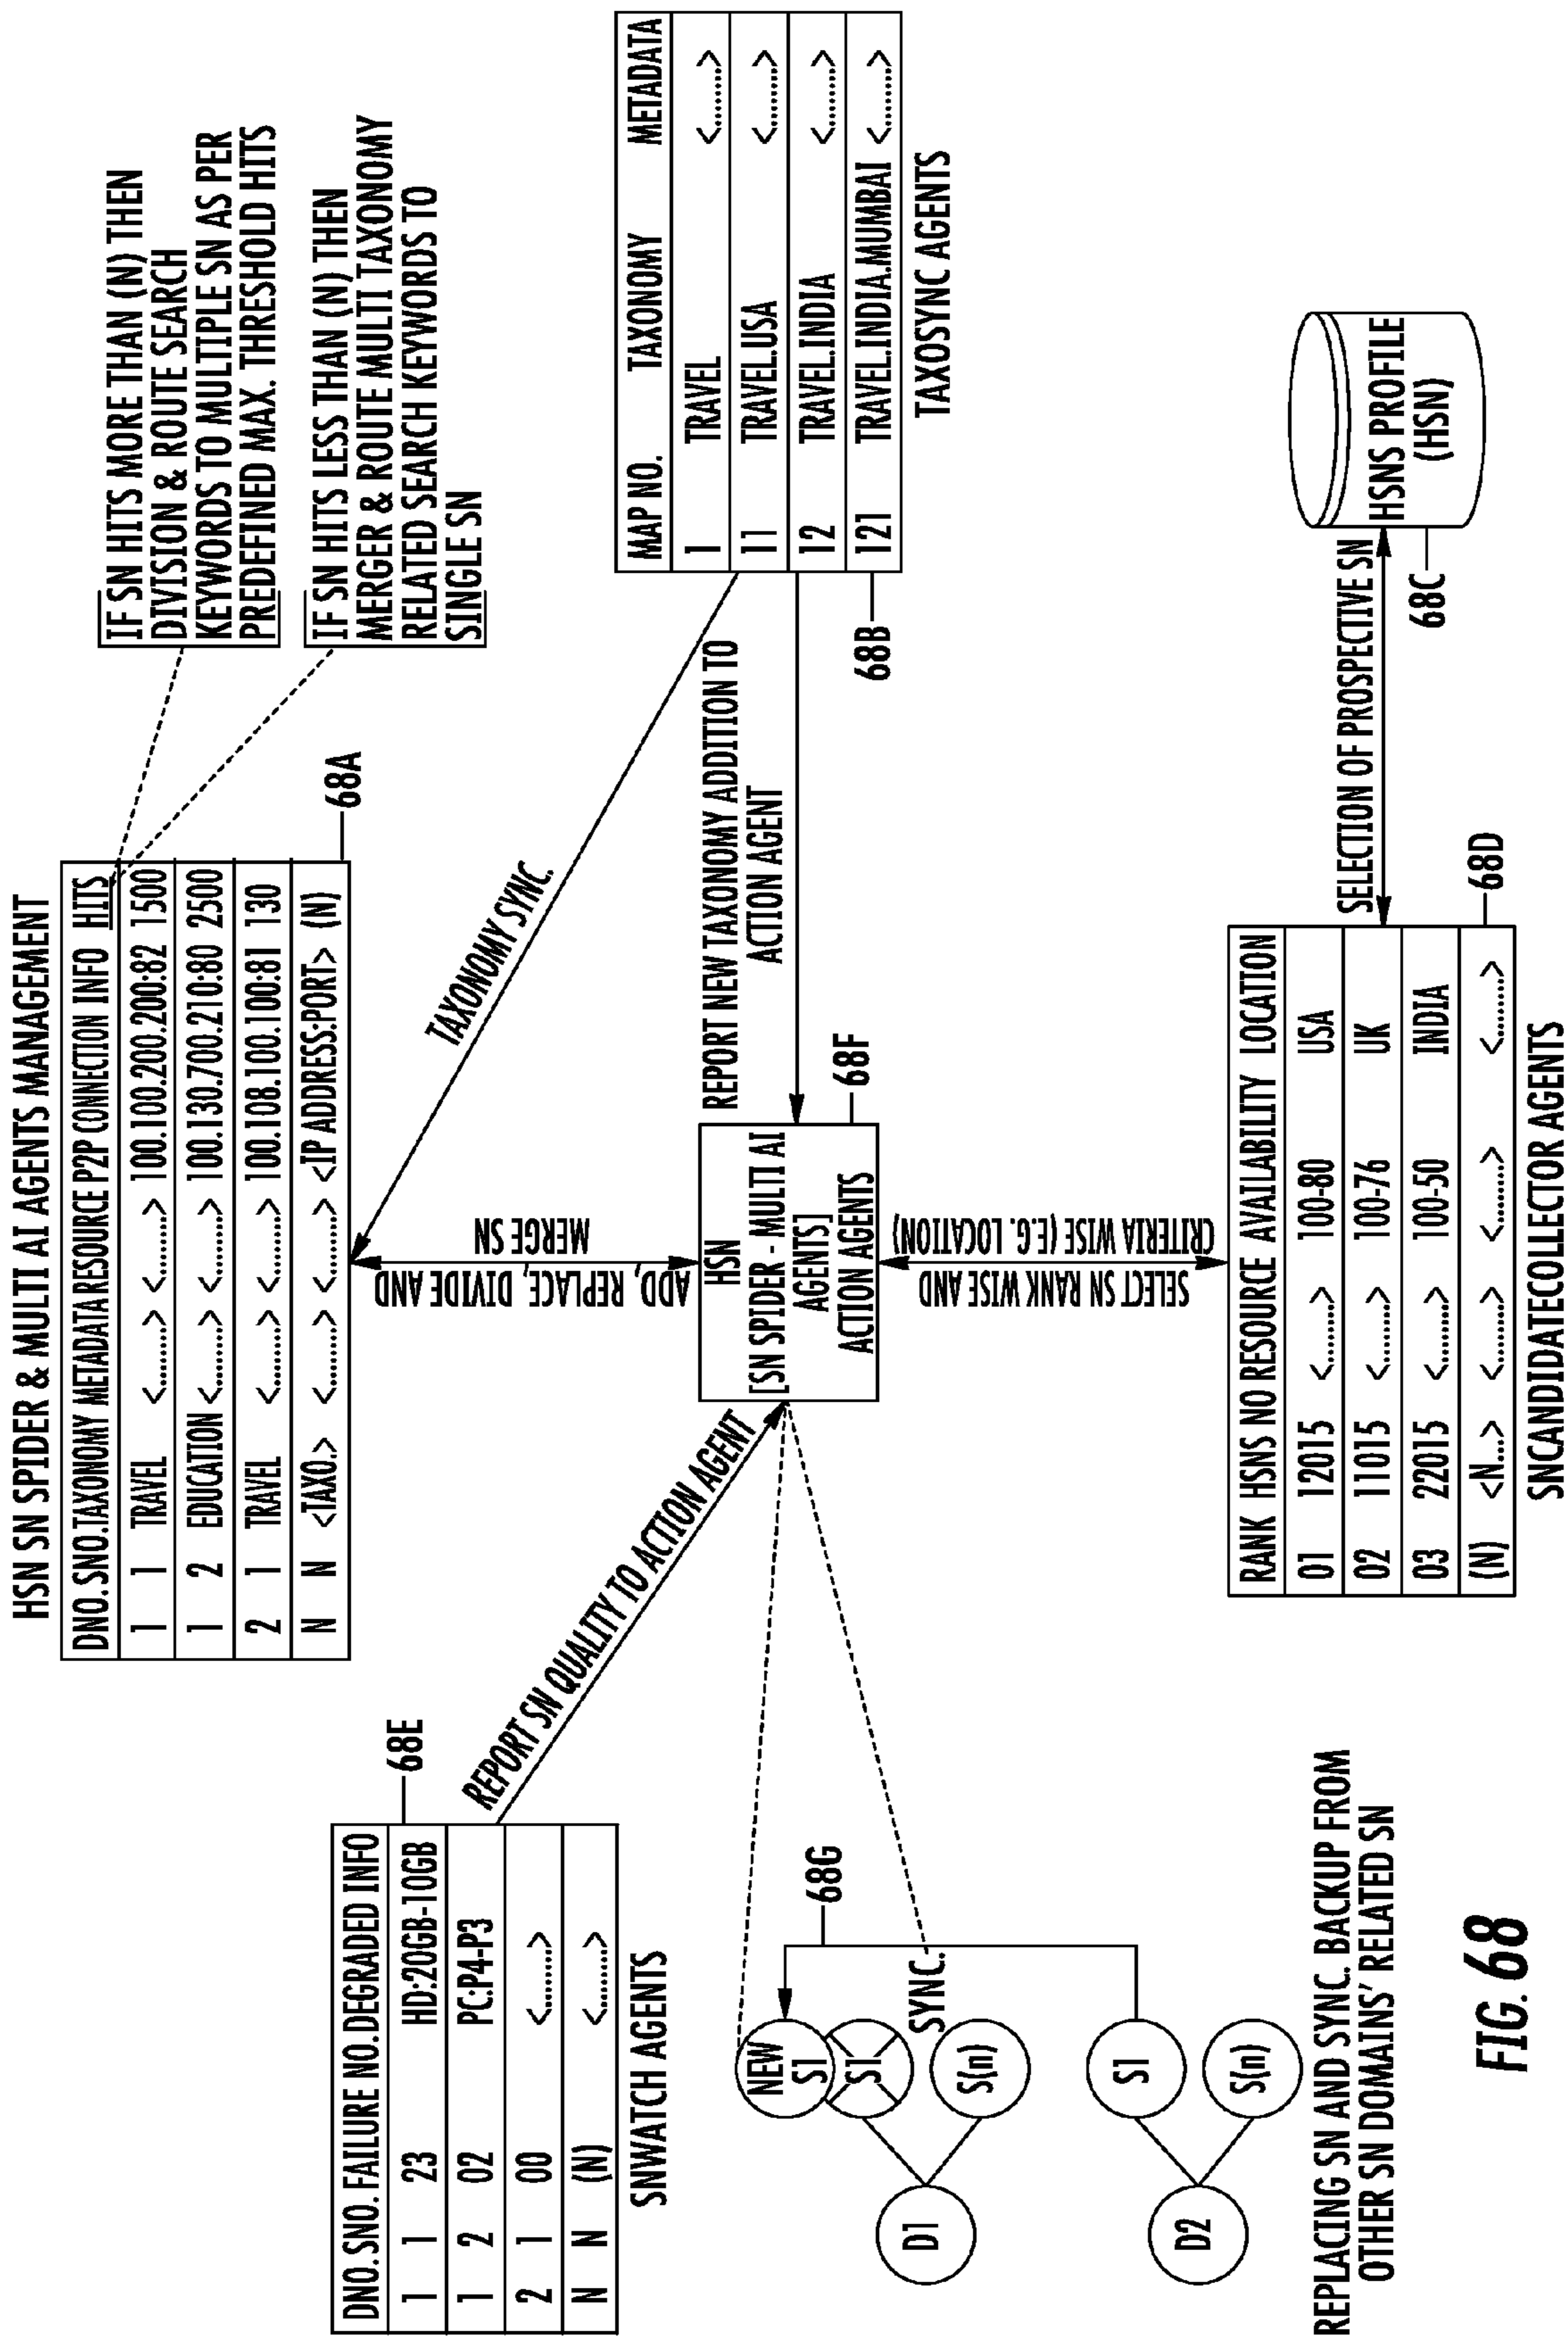 HSN SN SPIDER & MULTI AI AGENTS MANAGEMENT
DNO. SNO. TAXONOMY METADATA RESOURCE P2P CONNECTION INFO HITS
1 1 TRAVEL <........> <........> 100.100.200.200:82 1500
1 2 EDUCATION <........> <........> 100.130.700.210:80 2500
2 1 TRAVEL <........> <........> 100.108.100.100:81 130
N N <TAXO.> <........> <........> <IP ADDRESS:PORT> (N)
68A
IF SN HITS MORE THAN (N) THEN
DIVISION & ROUTE SEARCH
KEYWORDS TO MULTIPLE SN AS PER
PREDEFINED MAX. THRESHOLD HITS
IF SN HITS LESS THAN (N) THEN
MERGER & ROUTE MULTI TAXONOMY
RELATED SEARCH KEYWORDS TO
SINGLE SN
DNO. SNO. FAILURE NO. DEGRADED INFO
1 1 23 HD:20GB-10GB
1 2 02 PC:P4-P3
2 1 00 <........>
N N (N) <........>
SNWATCH AGENTS
68E
REPORT SN QUALITY TO ACTION AGENT
ADD, REPLACE, DIVIDE AND
MERGE SN
TAXONOMY SYNC.
REPORT NEW TAXONOMY ADDITION TO
ACTION AGENT
MAP NO. TAXONOMY METADATA
1 TRAVEL <........>
11 TRAVEL.USA <........>
12 TRAVEL.INDIA <........>
121 TRAVEL.INDIA.MUMBAI <........>
TAXOSYNC AGENTS
68B
HSN
[SN SPIDER - MULTI AI
AGENTS]
ACTION AGENTS
68F
SELECT SN RANK WISE AND
CRITERIA WISE (E.G. LOCATION)
NEW
S1
S1
S(n)
SYNC.
68G
D1
S1
S(n)
D2
REPLACING SN AND SYNC. BACKUP FROM
OTHER SN DOMAINS' RELATED SN
RANK HSNS NO RESOURCE AVAILABILITY LOCATION
01 12015 <........> 100-80 USA
02 11015 <........> 100-76 UK
03 22015 <........> 100-50 INDIA
(N) <N...> <........> <........> <........>
SNCANDIDATECOLLECTOR AGENTS
68D
SELECTION OF PROSPECTIVE SN
HSNS PROFILE
(HSN)
68C
FIG. 68